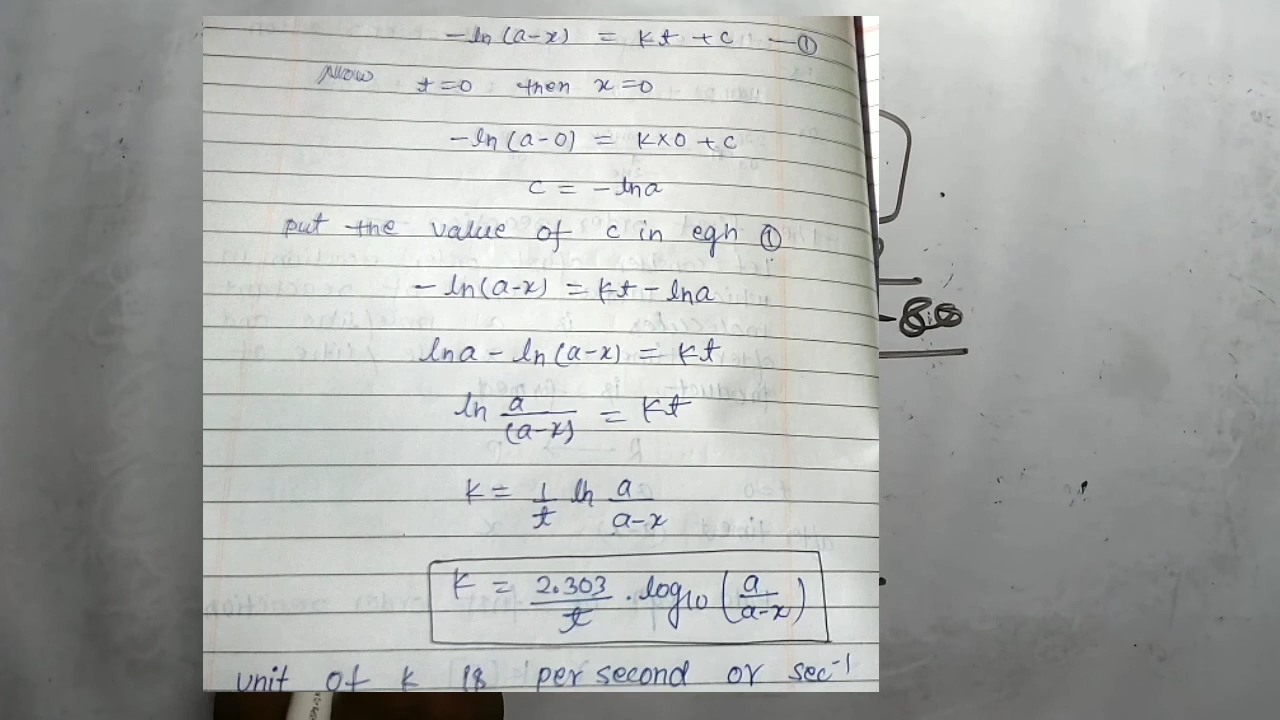 -ln(a-x) = kt + c —①
Now t=0 then x=0
-ln(a-0) = k×0 + c
c = -lna
put the value of c in eqn ①
-ln(a-x) = kt - lna
lna - ln(a-x) = kt
ln a/(a-x) = kt
k = 1/t ln a/a-x
k = 2.303/t . log10 (a/a-x)
unit of k is per second or sec-1